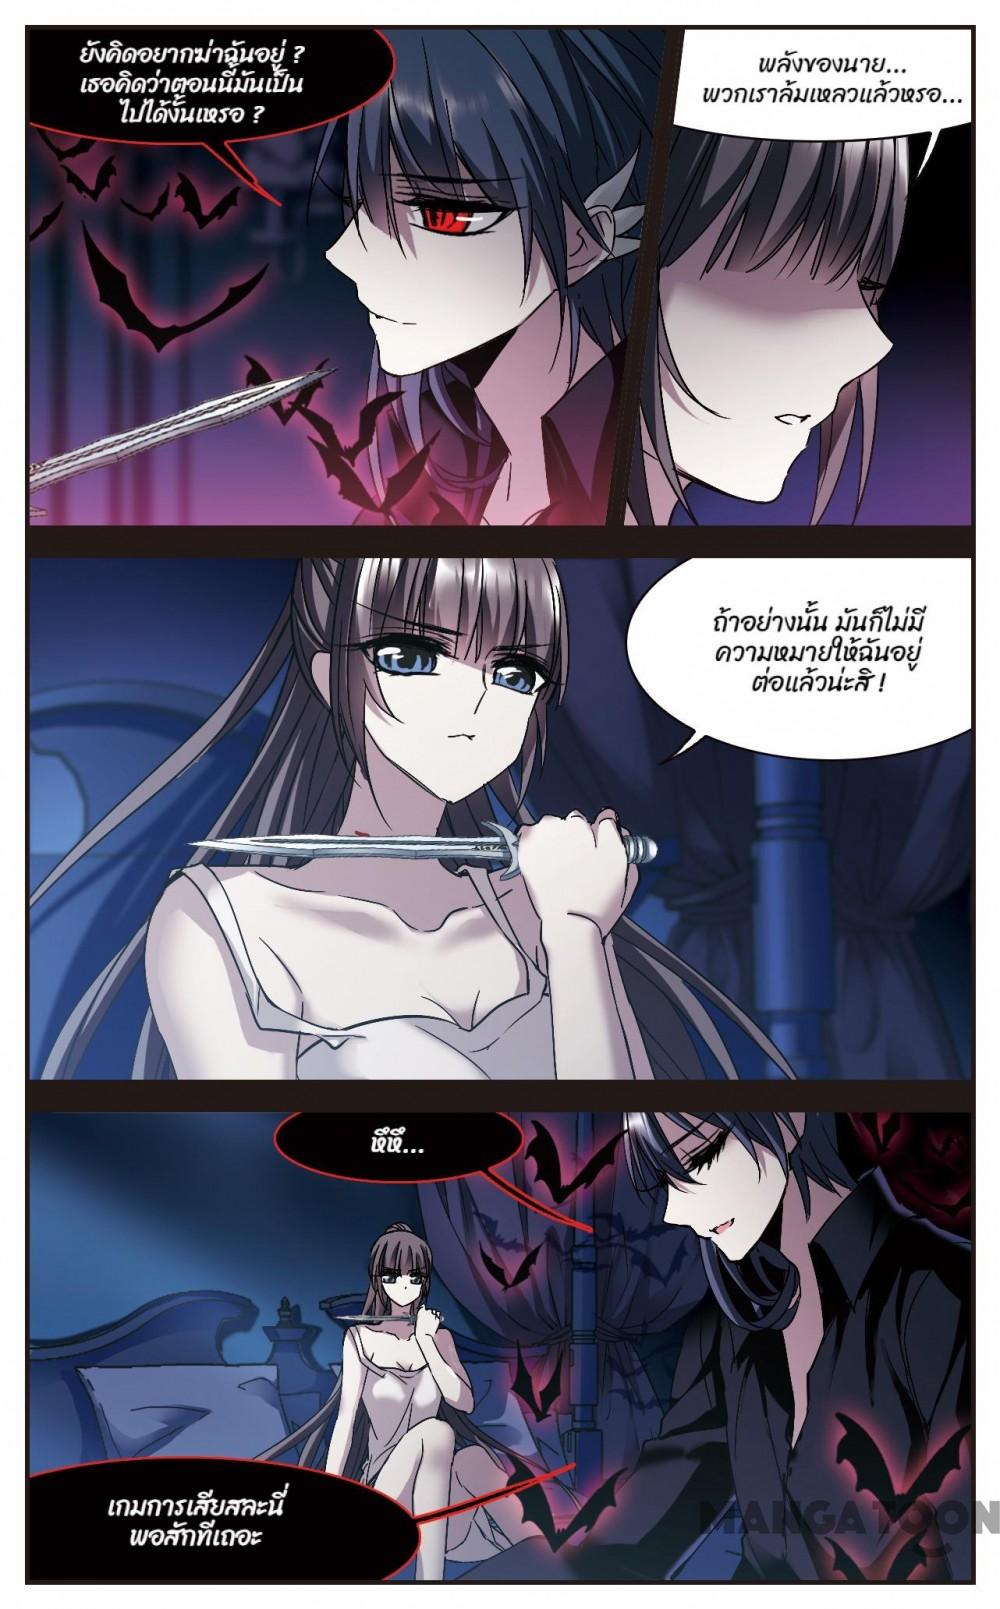 ยังคิดอยากฆ่าฉันอยู่ ?
เธอคิดว่าตอนนี้มันเป็น
ไปได้งั้นเหรอ ?
พลังของนาย...
พวกเราล้มเหลวแล้วหรอ...
ถ้าอย่างนั้น มันก็ไม่มี
ความหมายให้ฉันอยู่
ต่อแล้วน่ะสิ !
หึหึ...
เกมการเสียสละนี่
พอสักทีเถอะ
MANGATOON